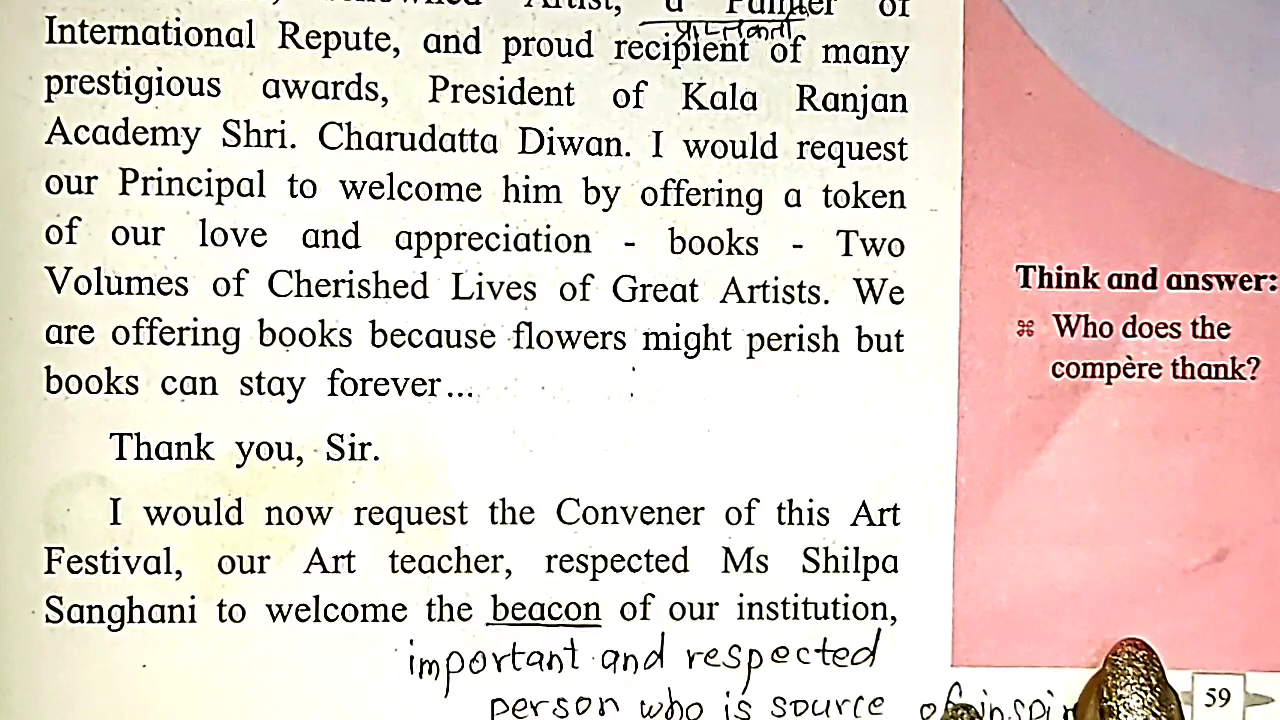 Artist, a Painter of
प्राप्तकर्ता
International Repute, and proud recipient of many
prestigious awards, President of Kala Ranjan
Academy Shri. Charudatta Diwan. I would request
our Principal to welcome him by offering a token
of our love and appreciation - books - Two
Volumes of Cherished Lives of Great Artists. We
are offering books because flowers might perish but
books can stay forever...
Thank you, Sir.
I would now request the Convener of this Art
Festival, our Art teacher, respected Ms Shilpa
Sanghani to welcome the beacon of our institution,
important and respected
person who is source of
Think and answer:
⌘ Who does the
compère thank?
59